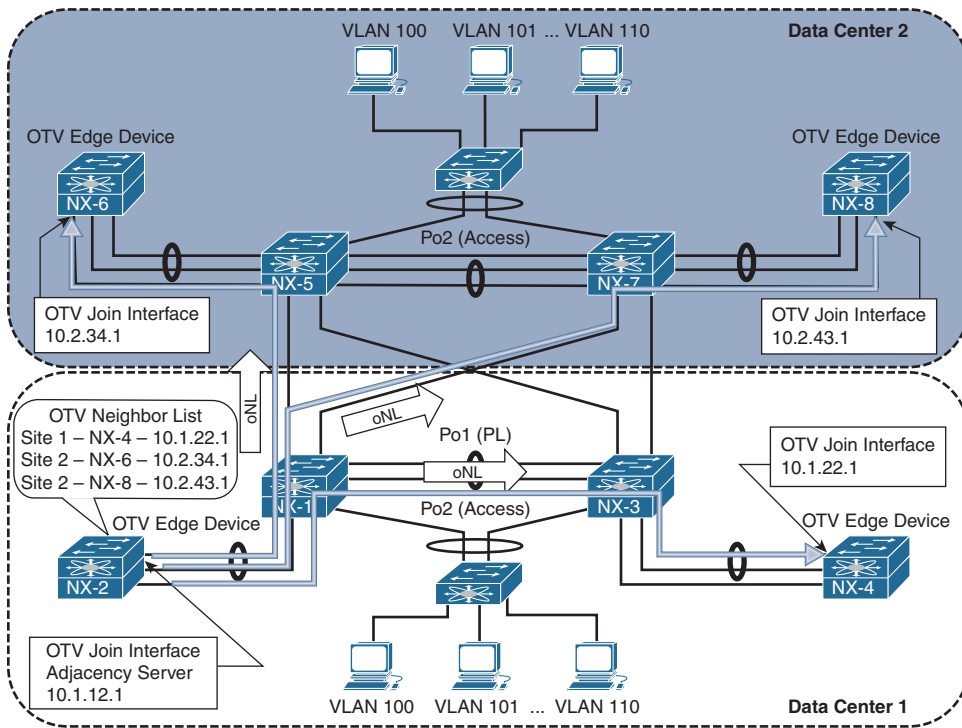 VLAN 100
VLAN 101 ... VLAN 110
Data Center 2
OTV Edge Device
OTV Edge Device
NX-6
NX-8
Po2 (Access)
NX-5
NX-7
OTV Join Interface
10.2.34.1
OTV Join Interface
10.2.43.1
oNL
oNL
OTV Neighbor List
Site 1 – NX-4 – 10.1.22.1
Site 2 – NX-6 – 10.2.34.1
Site 2 – NX-8 – 10.2.43.1
Po1 (PL)
oNL
OTV Join Interface
10.1.22.1
NX-1
NX-3
Po2 (Access)
OTV Edge Device
OTV Edge Device
NX-2
NX-4
OTV Join Interface
Adjacency Server
10.1.12.1
VLAN 100
VLAN 101 ... VLAN 110
Data Center 1